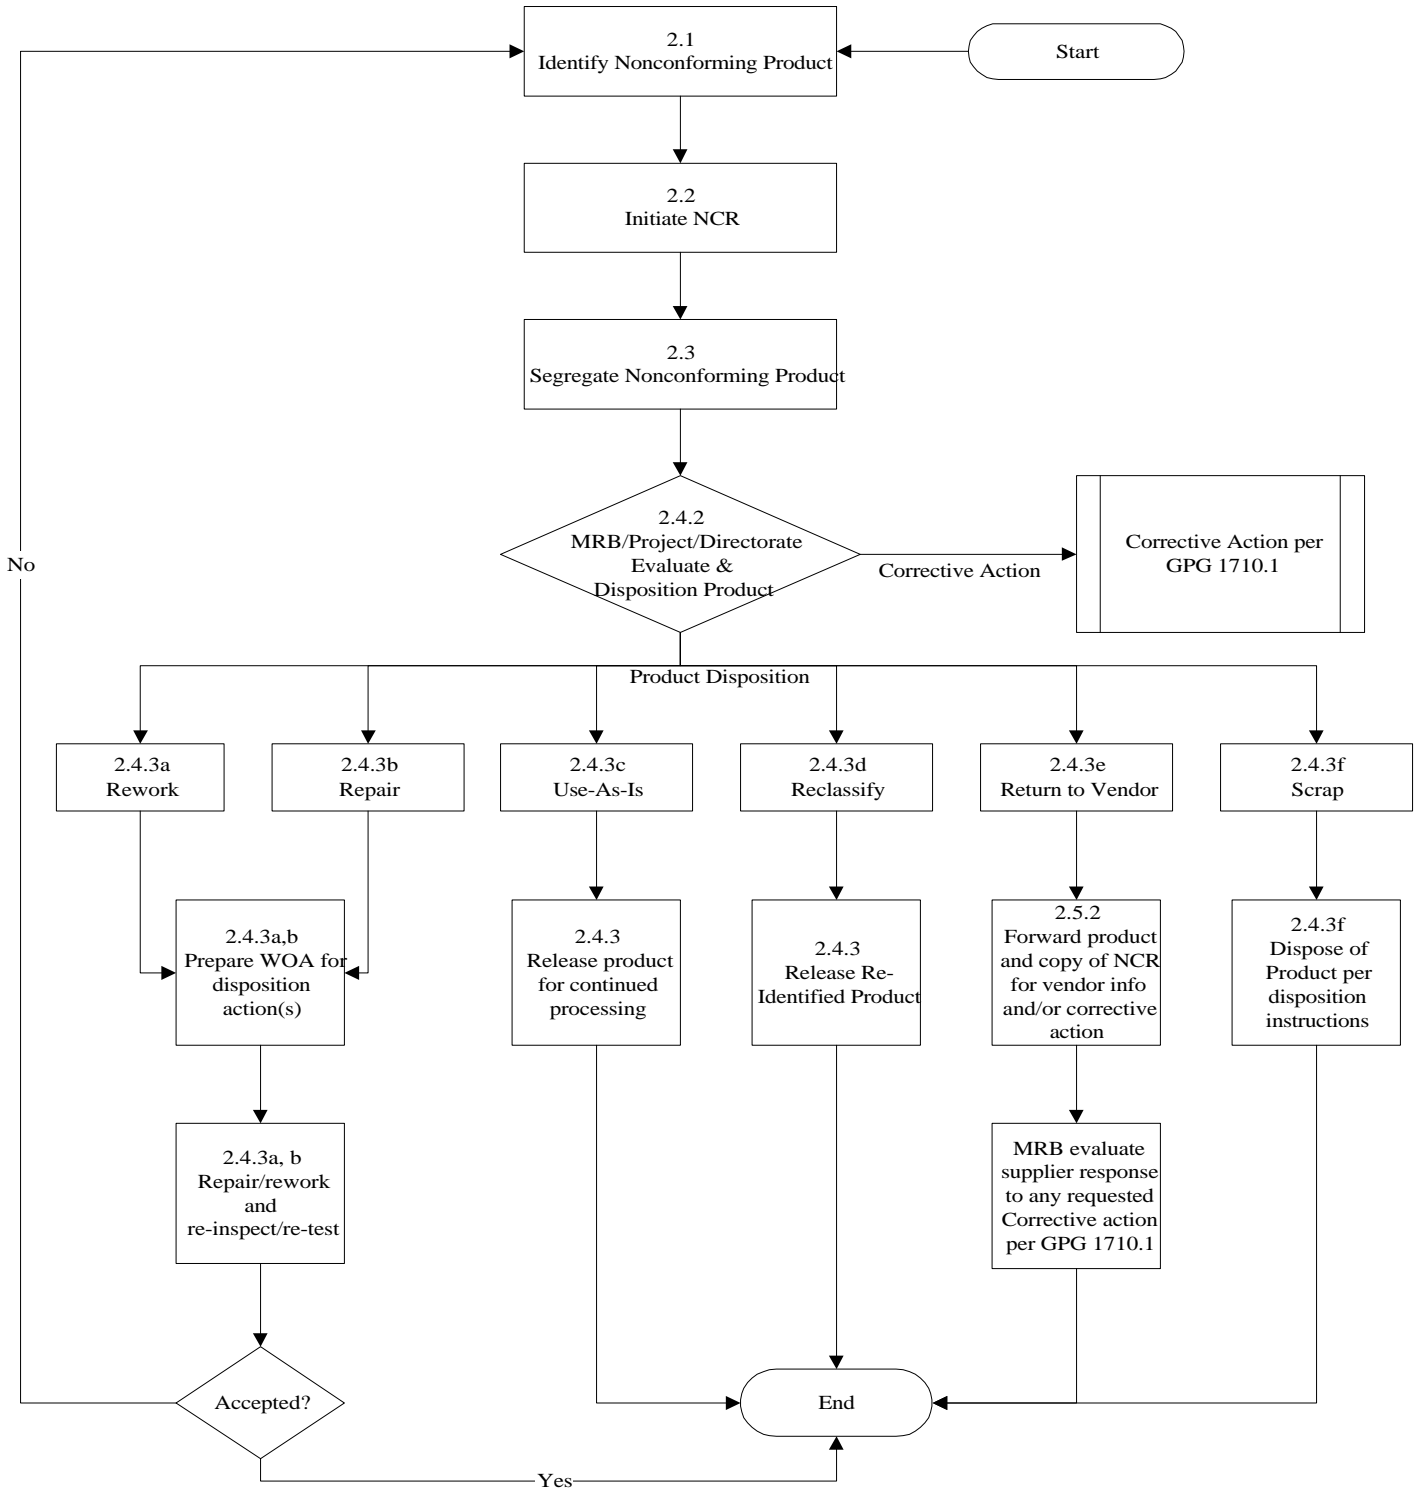 2.1
Identify Nonconforming Product
Start
2.2
Initiate NCR
2.3
Segregate Nonconforming Product
2.4.2
MRB/Project/Directorate
Evaluate &
Disposition Product
Corrective Action
Corrective Action per
GPG 1710.1
No
Product Disposition
2.4.3a
Rework
2.4.3b
Repair
2.4.3c
Use-As-Is
2.4.3d
Reclassify
2.4.3e
Return to Vendor
2.4.3f
Scrap
2.4.3a,b
Prepare WOA for
disposition
action(s)
2.4.3
Release product
for continued
processing
2.4.3
Release Re-
Identified Product
2.5.2
Forward product
and copy of NCR
for vendor info
and/or corrective
action
2.4.3f
Dispose of
Product per
disposition
instructions
2.4.3a, b
Repair/rework
and
re-inspect/re-test
MRB evaluate
supplier response
to any requested
Corrective action
per GPG 1710.1
Accepted?
End
Yes